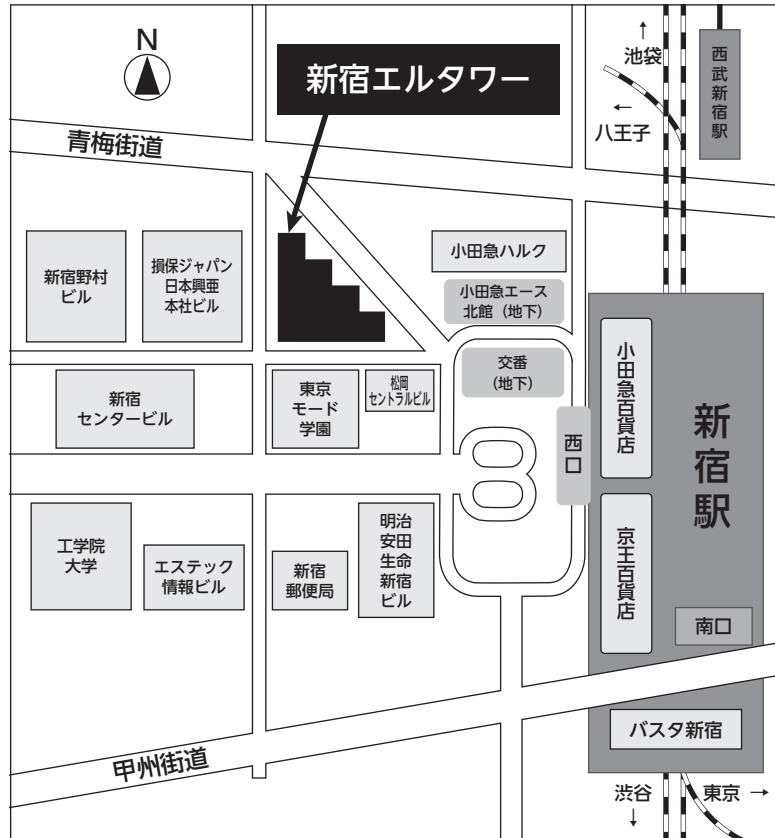 N
新宿エルタワー
↑
池袋
←
八王子
西武新宿駅
青梅街道
新宿野村
ビル
損保ジャパン
日本興亜
本社ビル
小田急ハルク
小田急エース
北館（地下）
交番
（地下）
新宿
センタービル
東京
モード
学園
松岡
セントラルビル
小田急百貨店
新宿駅
西口
工学院
大学
エステック
情報ビル
新宿
郵便局
明治
安田
生命
新宿
ビル
京王百貨店
南口
バスタ新宿
甲州街道
渋谷
↓
東京 →